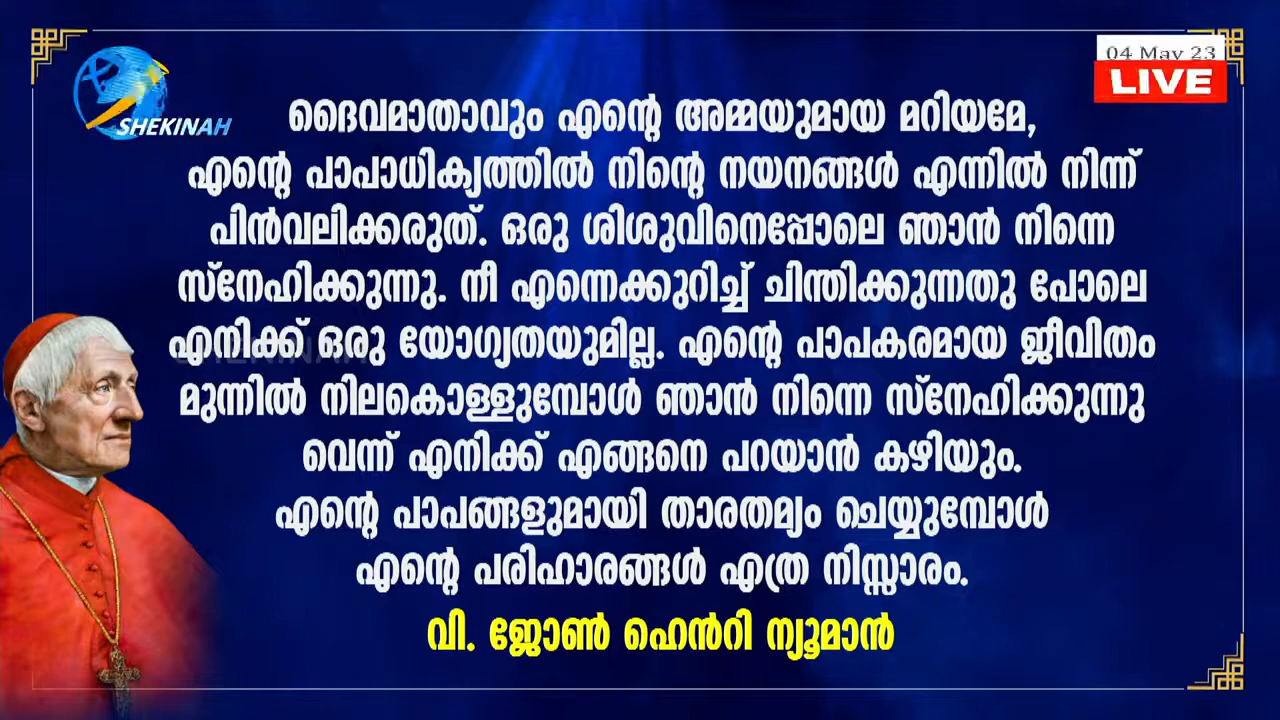 SHEKINAH
04 May 23
LIVE
ദൈവമാതാവും എന്റെ അമ്മയുമായ മറിയമേ,
എന്റെ പാപാധിക്യത്തിൽ നിന്റെ നയനങ്ങൾ എന്നിൽ നിന്ന്
പിൻവലിക്കരുത്. ഒരു ശിശുവിനെപ്പോലെ ഞാൻ നിന്നെ
സ്നേഹിക്കുന്നു. നീ എന്നെക്കുറിച്ച് ചിന്തിക്കുന്നതു പോലെ
എനിക്ക് ഒരു യോഗ്യതയുമില്ല. എന്റെ പാപകരമായ ജീവിതം
മുന്നിൽ നിലകൊള്ളുമ്പോൾ ഞാൻ നിന്നെ സ്നേഹിക്കുന്നു
വെന്ന് എനിക്ക് എങ്ങനെ പറയാൻ കഴിയും.
എന്റെ പാപങ്ങളുമായി താരതമ്യം ചെയ്യുമ്പോൾ
എന്റെ പരിഹാരങ്ങൾ എത്ര നിസ്സാരം.
വി. ജോൺ ഹെൻറി ന്യൂമാൻ